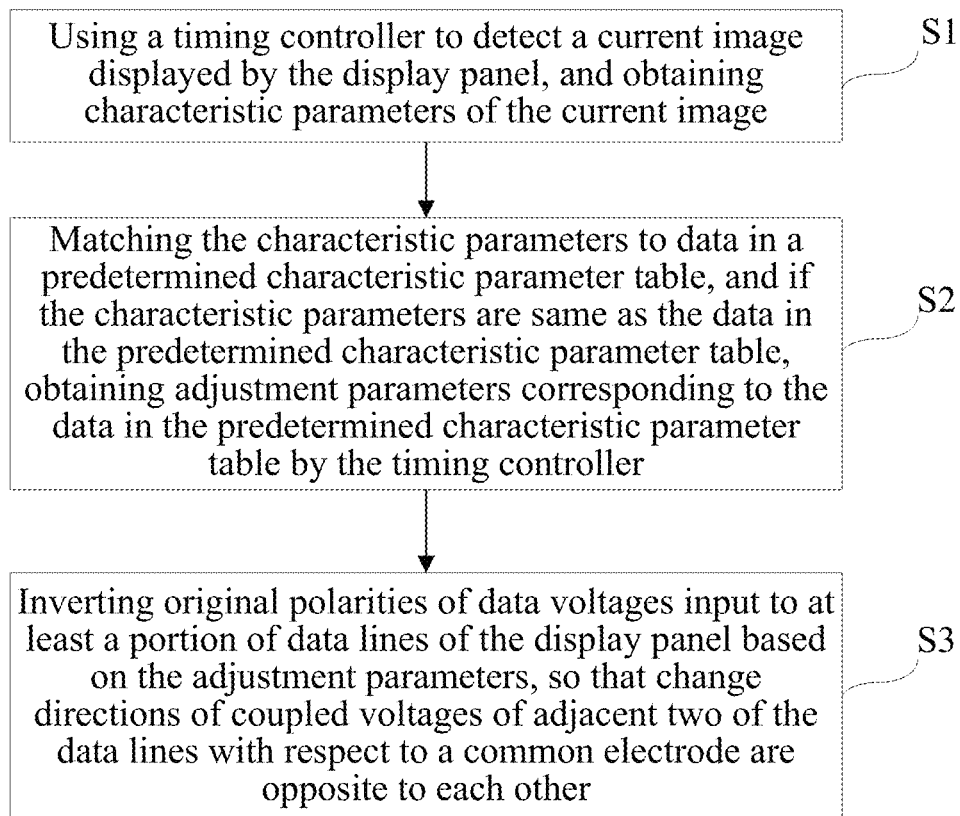 Using a timing controller to detect a current image
displayed by the display panel, and obtaining
characteristic parameters of the current image
S1
Matching the characteristic parameters to data in a
predetermined characteristic parameter table, and if
the characteristic parameters are same as the data in
the predetermined characteristic parameter table,
obtaining adjustment parameters corresponding to the
data in the predetermined characteristic parameter
table by the timing controller
S2
Inverting original polarities of data voltages input to at
least a portion of data lines of the display panel based
on the adjustment parameters, so that change
directions of coupled voltages of adjacent two of the
data lines with respect to a common electrode are
opposite to each other
S3